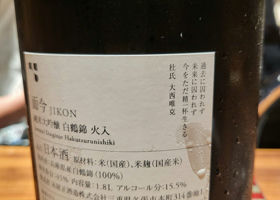 過去に囚われず
未来に囚われず
今をただ精一杯生きる
杜氏 大西唯克
而今 JIKON
純米大吟醸 白鶴錦 火入
Junmai Daiginjo Hakutsurunishiki
日本酒 原材料:米(国産)、米麹(国産米)
兵庫県産白鶴錦(100%)
内容量:1.8L アルコール分:15.5%